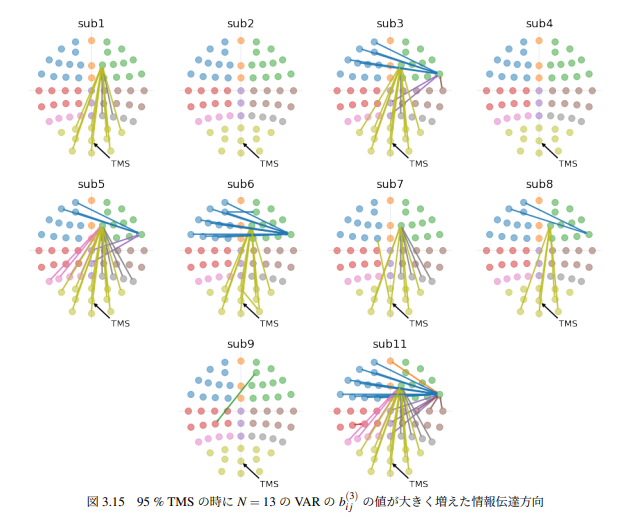 sub1 sub2 sub3 sub4
TMS TMS TMS TMS
sub5 sub6 sub7 sub8
TMS TMS TMS TMS
sub9 sub11
TMS TMS
図 3.15 95 % TMS の時に N = 13 の VAR の b_{ij}^{(3)} の値が大きく増えた情報伝達方向